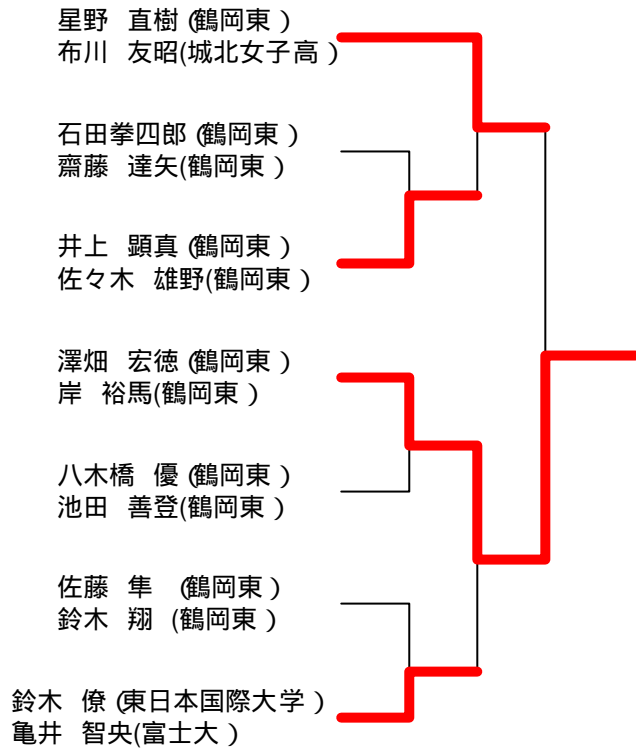 星野 直樹 (鶴岡東)
布川 友昭(城北女子高)
石田拳四郎 (鶴岡東)
齋藤 達矢(鶴岡東)
井上 顕真 (鶴岡東)
佐々木 雄野(鶴岡東)
澤畑 宏徳 (鶴岡東)
岸 裕馬(鶴岡東)
八木橋 優 (鶴岡東)
池田 善登(鶴岡東)
佐藤 隼 (鶴岡東)
鈴木 翔 (鶴岡東)
鈴木 僚 (東日本国際大学)
亀井 智央(富士大)